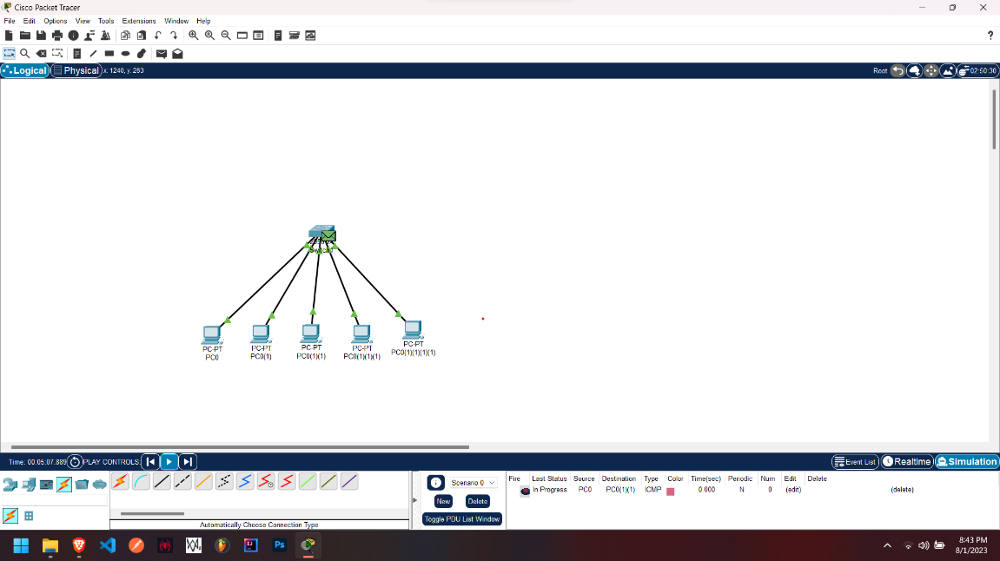 Cisco Packet Tracer
File Edit Options View Tools Extensions Window Help
?
Logical Physical x: 1240, y: 263 Root 02:50:30
Switch1
PC-PT
PC0
PC-PT
PC0(1)
PC-PT
PC0(1)(1)
PC-PT
PC0(1)(1)(1)
PC-PT
PC0(1)(1)(1)(1)
Time: 00:05:07.889 PLAY CONTROLS: Event List Realtime Simulation
Scenario 0
New Delete
Toggle PDU List Window
Fire Last Status Source Destination Type Color Time(sec) Periodic Num Edit Delete
In Progress PC0 PC0(1)(1) ICMP 0.000 N 0 (edit) (delete)
Automatically Choose Connection Type
Ps
8:43 PM
8/1/2023